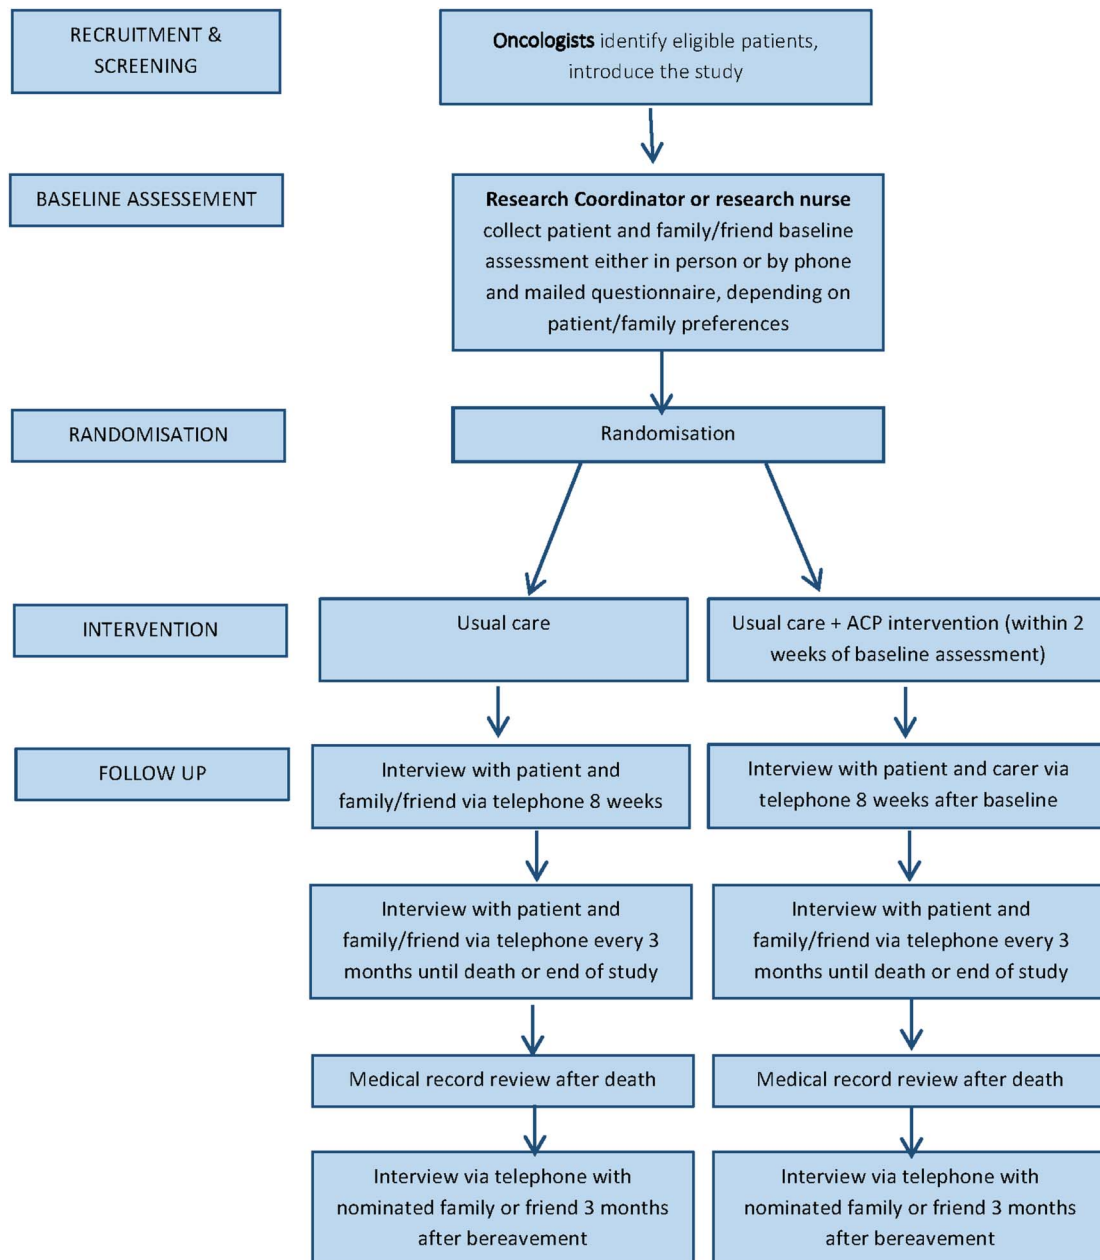 RECRUITMENT &
SCREENING
Oncologists identify eligible patients,
introduce the study
BASELINE ASSESSEMENT
Research Coordinator or research nurse
collect patient and family/friend baseline
assessment either in person or by phone
and mailed questionnaire, depending on
patient/family preferences
RANDOMISATION
Randomisation
INTERVENTION
Usual care
Usual care + ACP intervention (within 2
weeks of baseline assessment)
FOLLOW UP
Interview with patient and
family/friend via telephone 8 weeks
Interview with patient and carer via
telephone 8 weeks after baseline
Interview with patient and
family/friend via telephone every 3
months until death or end of study
Interview with patient and
family/friend via telephone every 3
months until death or end of study
Medical record review after death
Medical record review after death
Interview via telephone with
nominated family or friend 3 months
after bereavement
Interview via telephone with
nominated family or friend 3 months
after bereavement